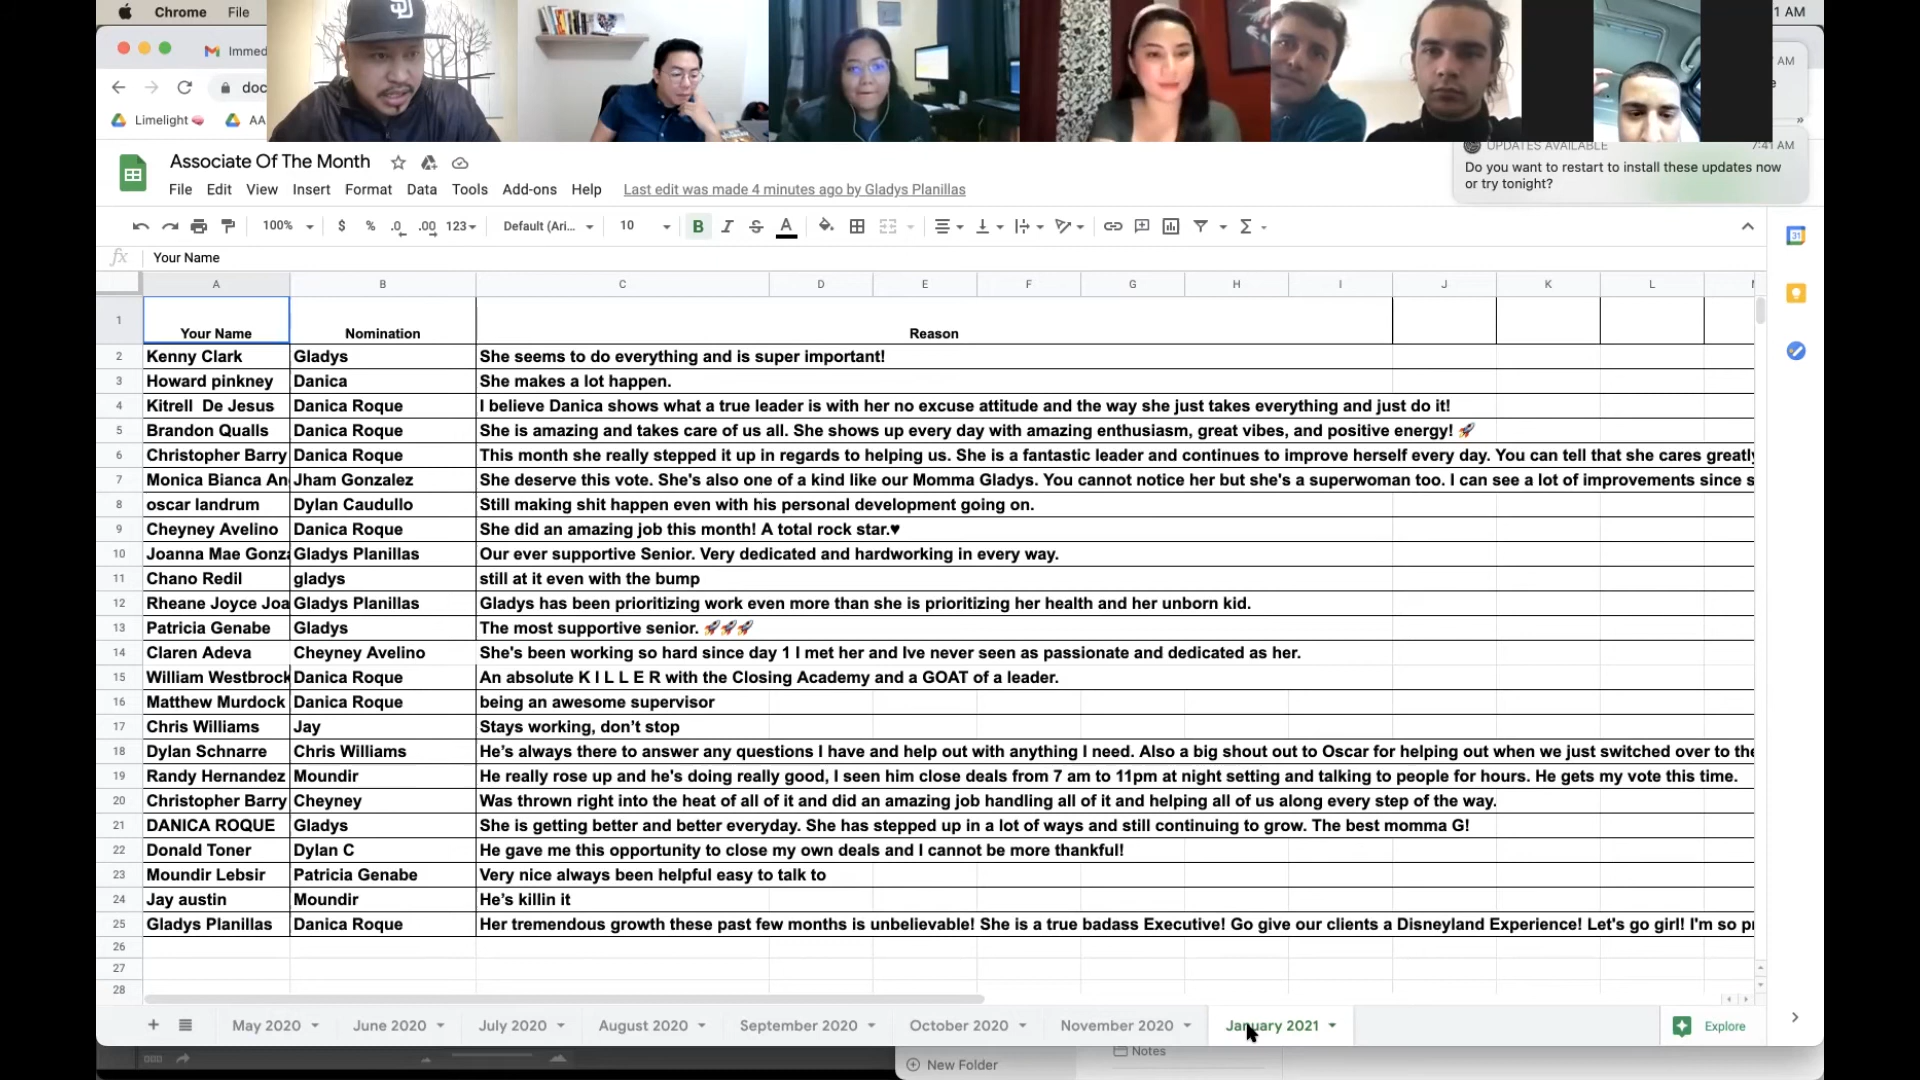 Chrome File
1 AM
Immed
AM
doc
Limelight AA
»
UPDATES AVAILABLE 7:41 AM
Do you want to restart to install these updates now
or try tonight?
Associate Of The Month
File Edit View Insert Format Data Tools Add-ons Help Last edit was made 4 minutes ago by Gladys Planillas
100% $ % .0 .00 123 Default (Ari... 10 B I S A Σ
fx Your Name
31
A B C D E F G H I J K L
1 Your Name Nomination Reason
2 Kenny Clark Gladys She seems to do everything and is super important!
3 Howard pinkney Danica She makes a lot happen.
4 Kitrell  De Jesus Danica Roque I believe Danica shows what a true leader is with her no excuse attitude and the way she just takes everything and just do it!
5 Brandon Qualls Danica Roque She is amazing and takes care of us all. She shows up every day with amazing enthusiasm, great vibes, and positive energy! 🚀
6 Christopher Barry Danica Roque This month she really stepped it up in regards to helping us. She is a fantastic leader and continues to improve herself every day. You can tell that she cares greatly
7 Monica Bianca An Jham Gonzalez She deserve this vote. She's also one of a kind like our Momma Gladys. You cannot notice her but she's a superwoman too. I can see a lot of improvements since s
8 oscar landrum Dylan Caudullo Still making shit happen even with his personal development going on.
9 Cheyney Avelino Danica Roque She did an amazing job this month! A total rock star.♥
10 Joanna Mae Gonza Gladys Planillas Our ever supportive Senior. Very dedicated and hardworking in every way.
11 Chano Redil gladys still at it even with the bump
12 Rheane Joyce Joa Gladys Planillas Gladys has been prioritizing work even more than she is prioritizing her health and her unborn kid.
13 Patricia Genabe Gladys The most supportive senior. 🚀🚀🚀
14 Claren Adeva Cheyney Avelino She's been working so hard since day 1 I met her and Ive never seen as passionate and dedicated as her.
15 William Westbrock Danica Roque An absolute K I L L E R with the Closing Academy and a GOAT of a leader.
16 Matthew Murdock Danica Roque being an awesome supervisor
17 Chris Williams Jay Stays working, don’t stop
18 Dylan Schnarre Chris Williams He’s always there to answer any questions I have and help out with anything I need. Also a big shout out to Oscar for helping out when we just switched over to the
19 Randy Hernandez Moundir He really rose up and he's doing really good, I seen him close deals from 7 am to 11pm at night setting and talking to people for hours. He gets my vote this time.
20 Christopher Barry Cheyney Was thrown right into the heat of all of it and did an amazing job handling all of it and helping all of us along every step of the way.
21 DANICA ROQUE Gladys She is getting better and better everyday. She has stepped up in a lot of ways and still continuing to grow. The best momma G!
22 Donald Toner Dylan C He gave me this opportunity to close my own deals and I cannot be more thankful!
23 Moundir Lebsir Patricia Genabe Very nice always been helpful easy to talk to
24 Jay austin Moundir He’s killin it
25 Gladys Planillas Danica Roque Her tremendous growth these past few months is unbelievable! She is a true badass Executive! Go give our clients a Disneyland Experience! Let's go girl! I'm so pr
26
27
28
May 2020 June 2020 July 2020 August 2020 September 2020 October 2020 November 2020 January 2021 Explore
Notes
New Folder